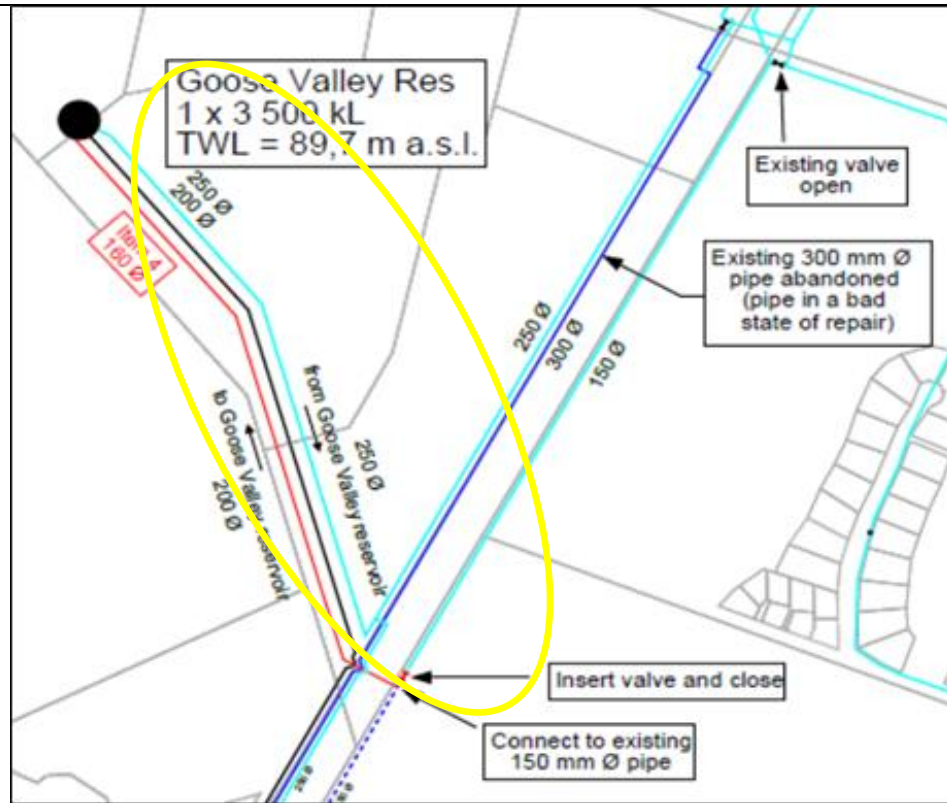 Goose Valley Res
1 x 3 500 kL
TWL = 89,7 m a.s.l.
250 Ø
200 Ø
Item 4
160 Ø
Existing valve
open
Existing 300 mm Ø
pipe abandoned
(pipe in a bad
state of repair)
250 Ø
300 Ø
150 Ø
from Goose Valley reservoir
250 Ø
to Goose Valley reservoir
200 Ø
Insert valve and close
Connect to existing
150 mm Ø pipe